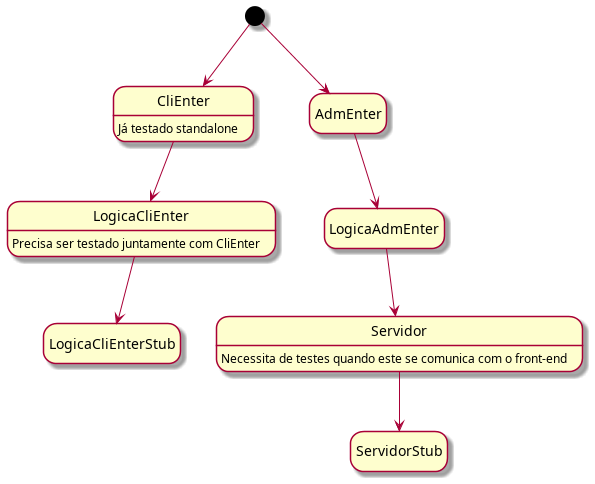 CliEnter
Já testado standalone
AdmEnter
LogicaCliEnter
Precisa ser testado juntamente com CliEnter
LogicaAdmEnter
LogicaCliEnterStub
Servidor
Necessita de testes quando este se comunica com o front-end
ServidorStub